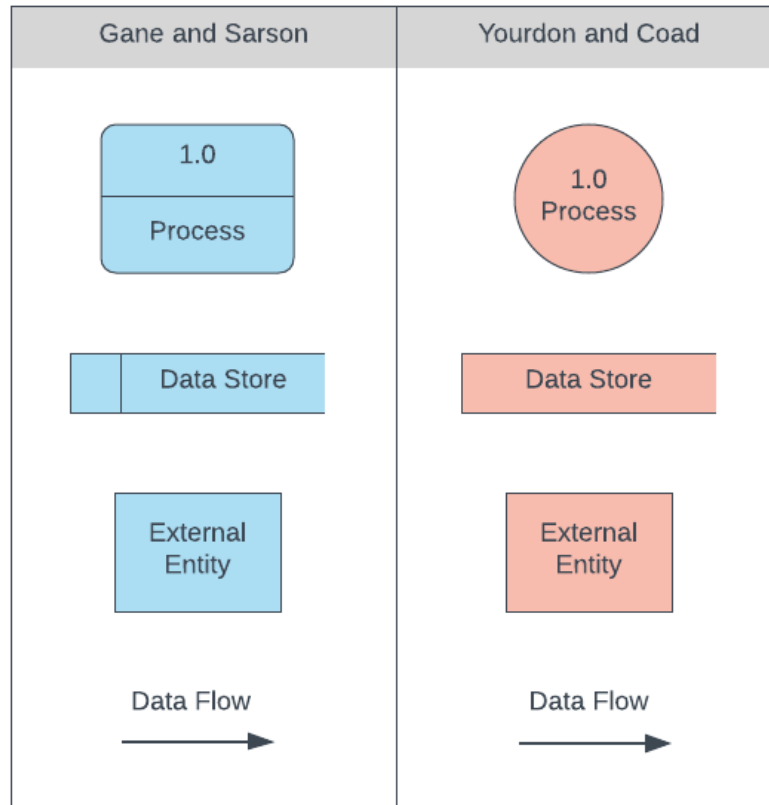 Gane and Sarson
Yourdon and Coad
1.0
Process
1.0
Process
Data Store
Data Store
External
Entity
External
Entity
Data Flow
Data Flow